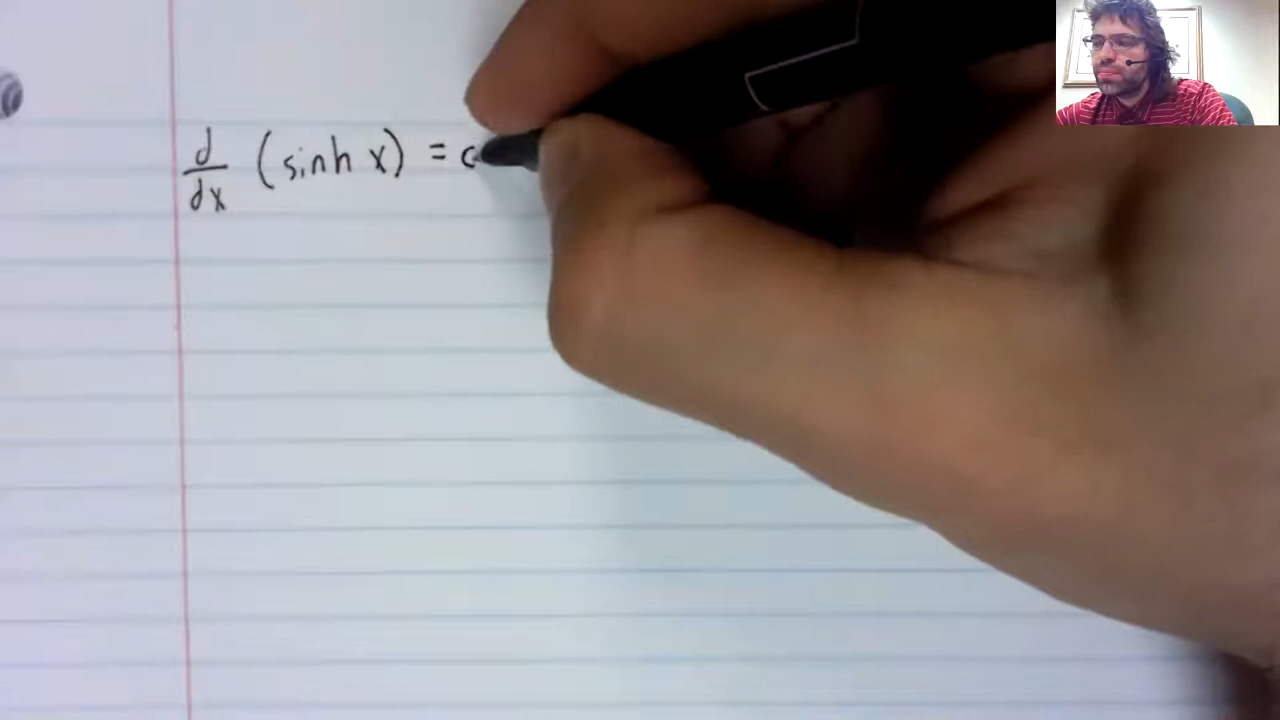 d/dx (sinh x) = c